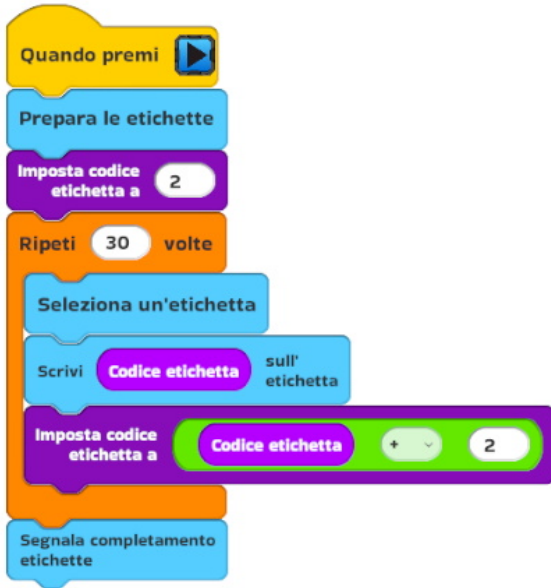 Quando premi
Prepara le etichette
Imposta codice
etichetta a 2
Ripeti 30 volte
Seleziona un'etichetta
Scrivi Codice etichetta sull'
etichetta
Imposta codice
etichetta a Codice etichetta + 2
Segnala completamento
etichette